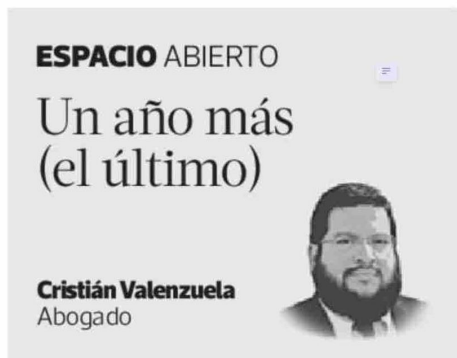 ESPACIO ABIERTO
Un año más
(el último)
Cristián Valenzuela
Abogado